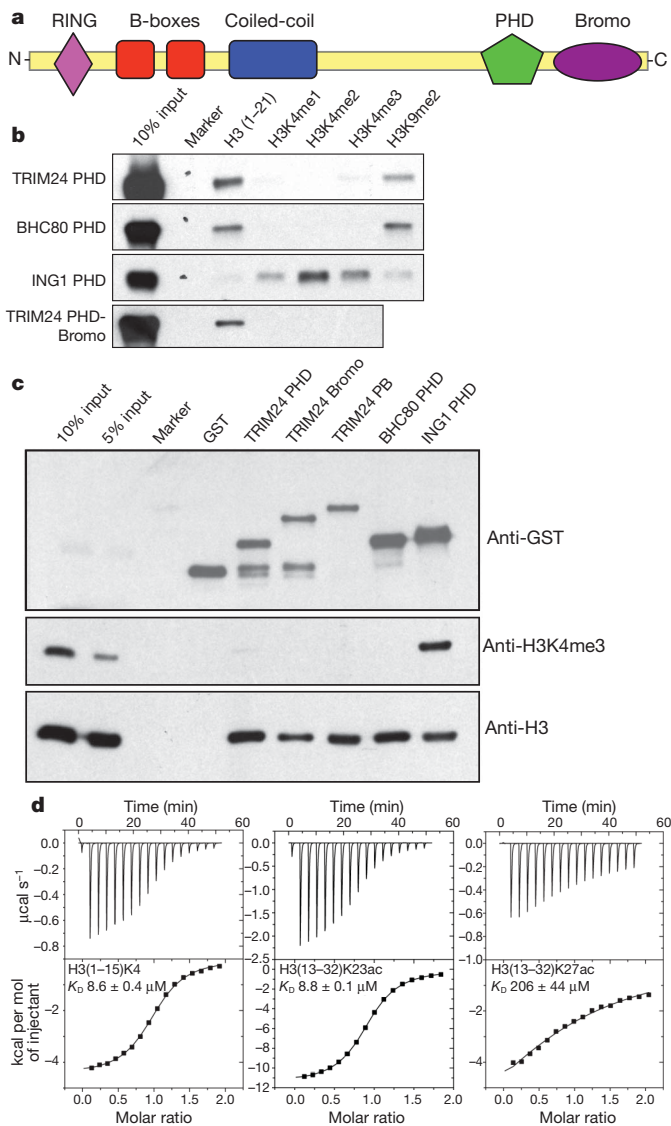 a
RING B-boxes Coiled-coil PHD Bromo
N C
b
10% input Marker H3 (1–21) H3K4me1 H3K4me2 H3K4me3 H3K9me2
TRIM24 PHD
BHC80 PHD
ING1 PHD
TRIM24 PHD-
Bromo
c
10% input 5% input Marker GST TRIM24 PHD TRIM24 Bromo TRIM24 PB BHC80 PHD ING1 PHD
Anti-GST
Anti-H3K4me3
Anti-H3
d
Time (min) Time (min) Time (min)
0 20 40 60 0 20 40 60 0 20 40 60
µcal s⁻¹
0.0 0.0 0.0
−0.2 −0.5 −0.2
−0.4 −1.0 −0.4
−0.6 −1.5 −0.6
−0.8 −2.0 −0.8
−2.5 −1.0
kcal per mol
of injectant
H3(1–15)K4 H3(13–32)K23ac H3(13–32)K27ac
KD 8.6 ± 0.4 µM KD 8.8 ± 0.1 µM KD 206 ± 44 µM
0 0
−2 −2 −2
−4 −4 −4
−6
−8
−10
−12
0.0 0.5 1.0 1.5 2.0 0.0 0.5 1.0 1.5 2.0 0.0 0.5 1.0 1.5 2.0
Molar ratio Molar ratio Molar ratio